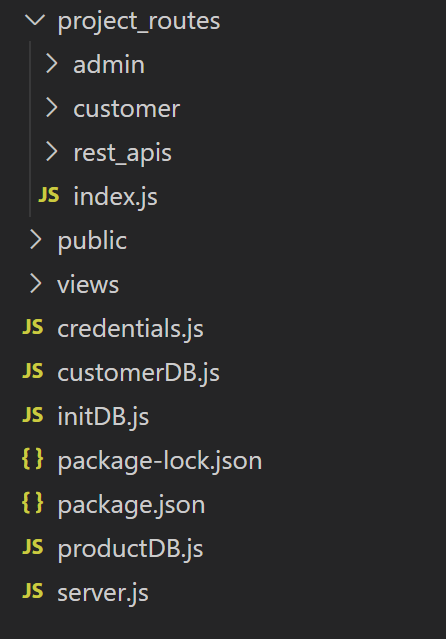 project_routes
admin
customer
rest_apis
JS index.js
public
views
JS credentials.js
JS customerDB.js
JS initDB.js
{} package-lock.json
{} package.json
JS productDB.js
JS server.js